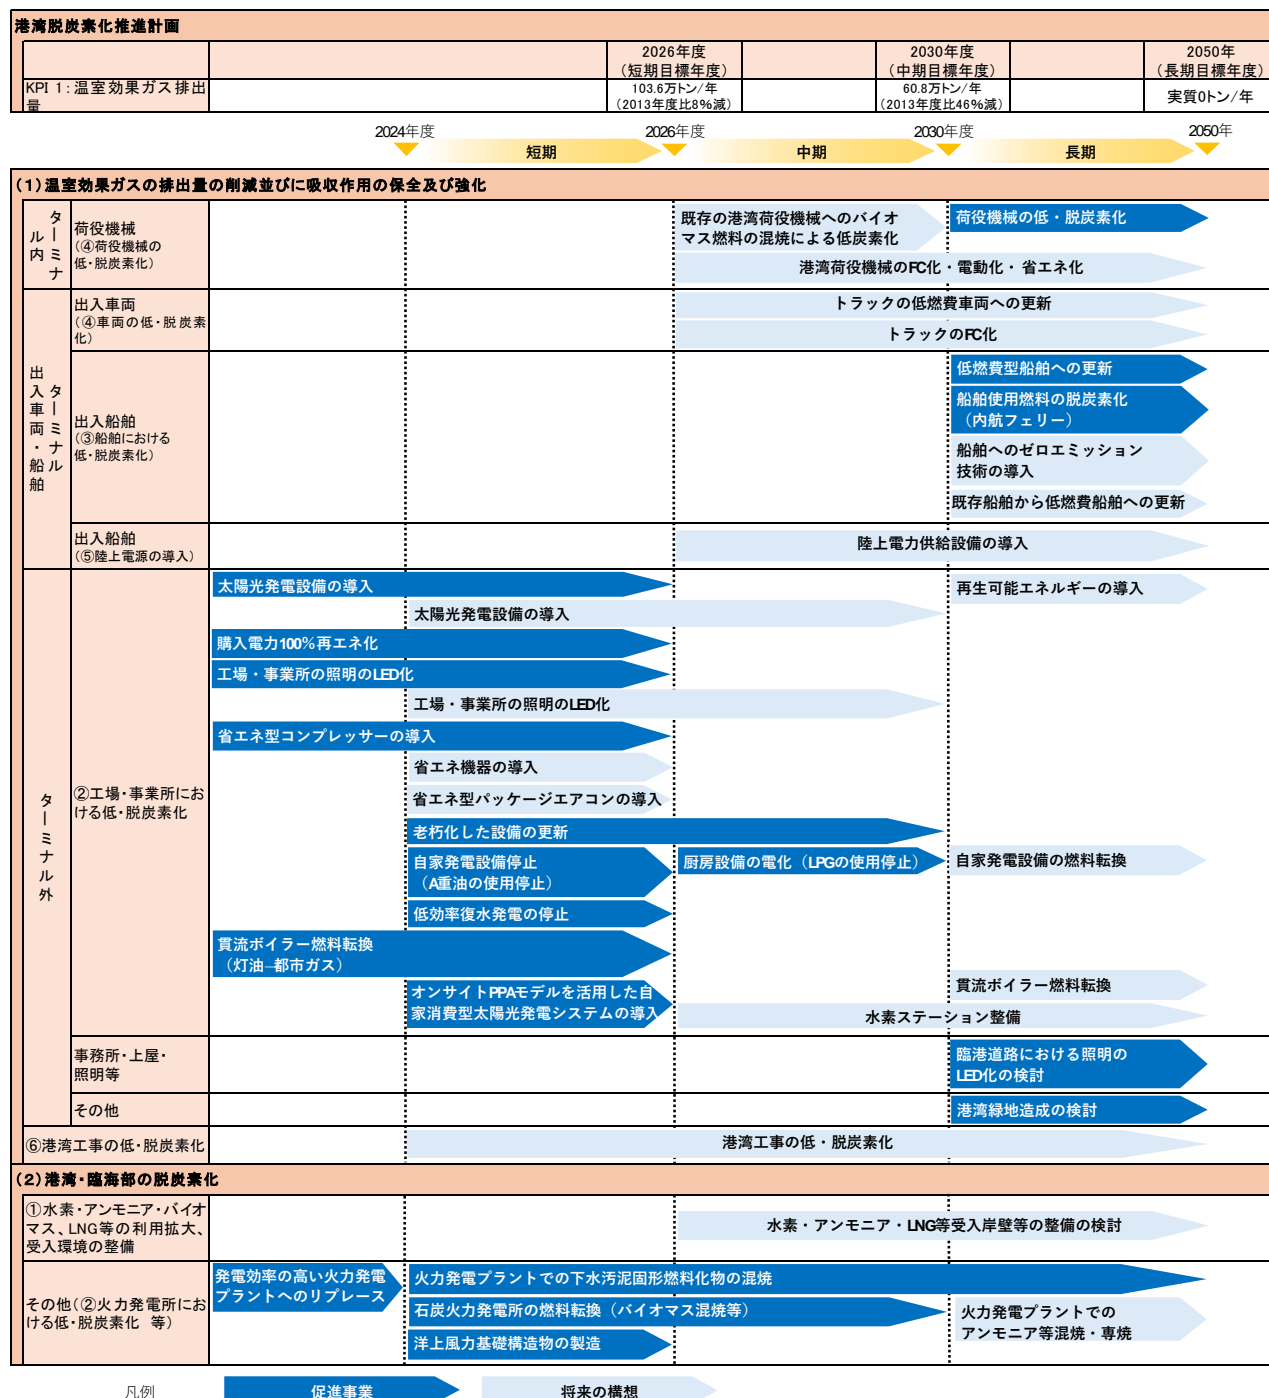 港湾脱炭素化推進計画
2026年度
（短期目標年度）
2030年度
（中期目標年度）
2050年
（長期目標年度）
KPI 1：温室効果ガス排出
量
103.6万トン/年
（2013年度比8%減）
60.8万トン/年
（2013年度比46%減）
実質0トン/年
2024年度
2026年度
2030年度
2050年
短期
中期
長期
（1）温室効果ガスの排出量の削減並びに吸収作用の保全及び強化
ターミナ
ル内
荷役機械
（④荷役機械の
低・脱炭素化）
既存の港湾荷役機械へのバイオ
マス燃料の混焼による低炭素化
荷役機械の低・脱炭素化
港湾荷役機械のFC化・電動化・省エネ化
ターミナル
出入車両・船舶
出入車両
（④車両の低・脱炭素
化）
トラックの低燃費車両への更新
トラックのFC化
出入船舶
（③船舶における
低・脱炭素化）
低燃費型船舶への更新
船舶使用燃料の脱炭素化
（内航フェリー）
船舶へのゼロエミッション
技術の導入
既存船舶から低燃費船舶への更新
出入船舶
（⑤陸上電源の導入）
陸上電力供給設備の導入
ターミナル外
②工場・事業所にお
ける低・脱炭素化
太陽光発電設備の導入
再生可能エネルギーの導入
太陽光発電設備の導入
購入電力100%再エネ化
工場・事業所の照明のLED化
工場・事業所の照明のLED化
省エネ型コンプレッサーの導入
省エネ機器の導入
省エネ型パッケージエアコンの導入
老朽化した設備の更新
自家発電設備停止
（A重油の使用停止）
厨房設備の電化（LPGの使用停止）
自家発電設備の燃料転換
低効率復水発電の停止
貫流ボイラー燃料転換
（灯油–都市ガス）
貫流ボイラー燃料転換
オンサイトPPAモデルを活用した自
家消費型太陽光発電システムの導入
水素ステーション整備
事務所・上屋・
照明等
臨港道路における照明の
LED化の検討
その他
港湾緑地造成の検討
⑥港湾工事の低・脱炭素化
港湾工事の低・脱炭素化
（2）港湾・臨海部の脱炭素化
①水素・アンモニア・バイオ
マス、LNG等の利用拡大、
受入環境の整備
水素・アンモニア・LNG等受入岸壁等の整備の検討
その他（②火力発電所にお
ける低・脱炭素化 等）
発電効率の高い火力発電
プラントへのリプレース
火力発電プラントでの下水汚泥固形燃料化物の混焼
石炭火力発電所の燃料転換（バイオマス混焼等）
火力発電プラントでの
アンモニア等混焼・専焼
洋上風力基礎構造物の製造
凡例
促進事業
将来の構想